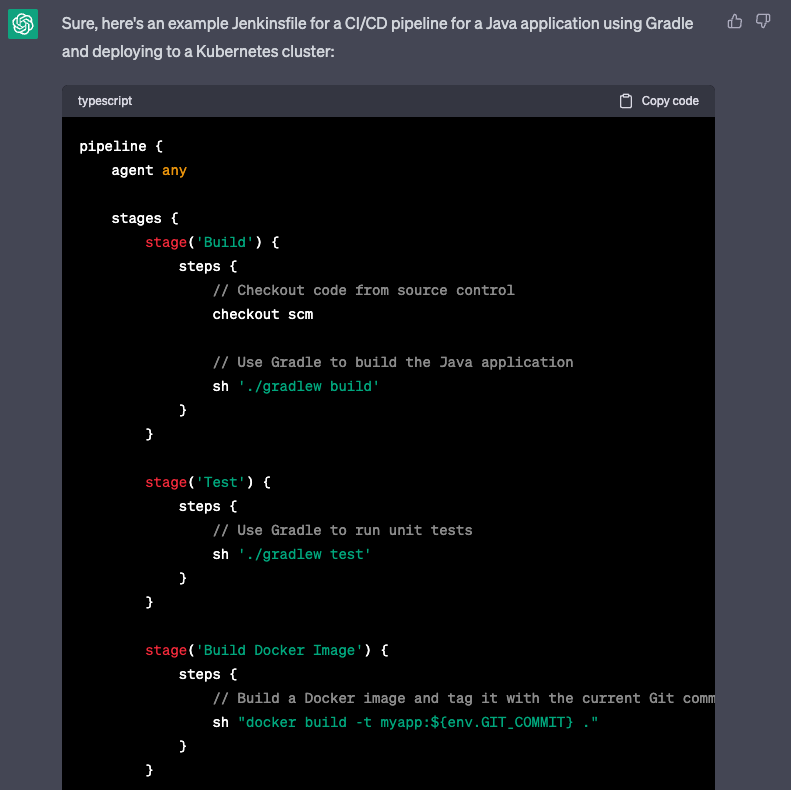 Sure, here's an example Jenkinsfile for a CI/CD pipeline for a Java application using Gradle
and deploying to a Kubernetes cluster:
typescript Copy code
pipeline {
    agent any
    stages {
        stage('Build') {
            steps {
                // Checkout code from source control
                checkout scm
                // Use Gradle to build the Java application
                sh './gradlew build'
            }
        }
        stage('Test') {
            steps {
                // Use Gradle to run unit tests
                sh './gradlew test'
            }
        }
        stage('Build Docker Image') {
            steps {
                // Build a Docker image and tag it with the current Git comm
                sh "docker build -t myapp:${env.GIT_COMMIT} ."
            }
        }